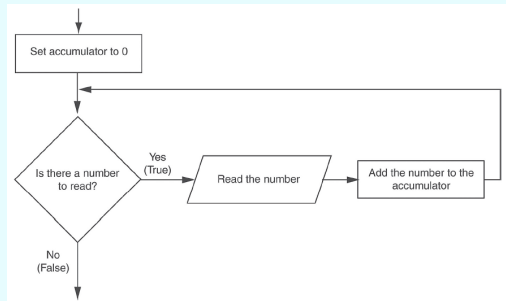 Set accumulator to 0
Is there a number
to read?
Yes
(True)
Read the number
Add the number to the
accumulator
No
(False)